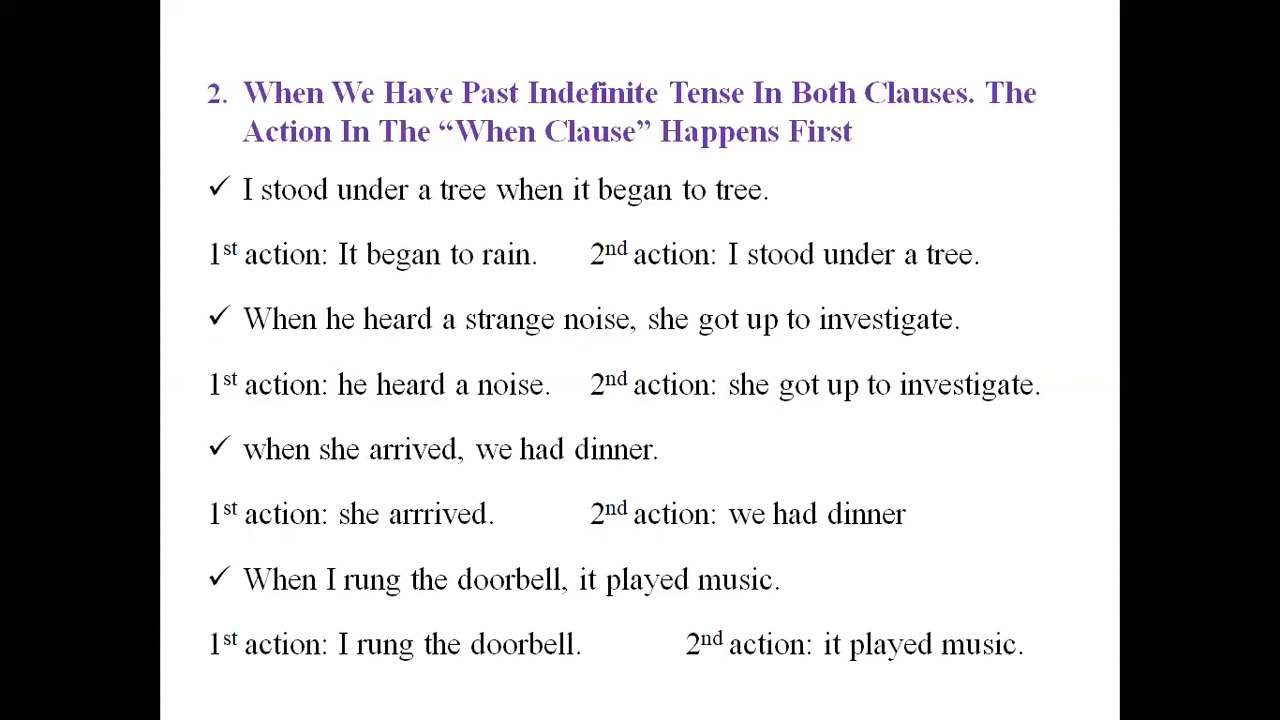 2. When We Have Past Indefinite Tense In Both Clauses. The
Action In The “When Clause” Happens First
✓ I stood under a tree when it began to tree.
1st action: It began to rain. 2nd action: I stood under a tree.
✓ When he heard a strange noise, she got up to investigate.
1st action: he heard a noise. 2nd action: she got up to investigate.
✓ when she arrived, we had dinner.
1st action: she arrrived. 2nd action: we had dinner
✓ When I rung the doorbell, it played music.
1st action: I rung the doorbell. 2nd action: it played music.